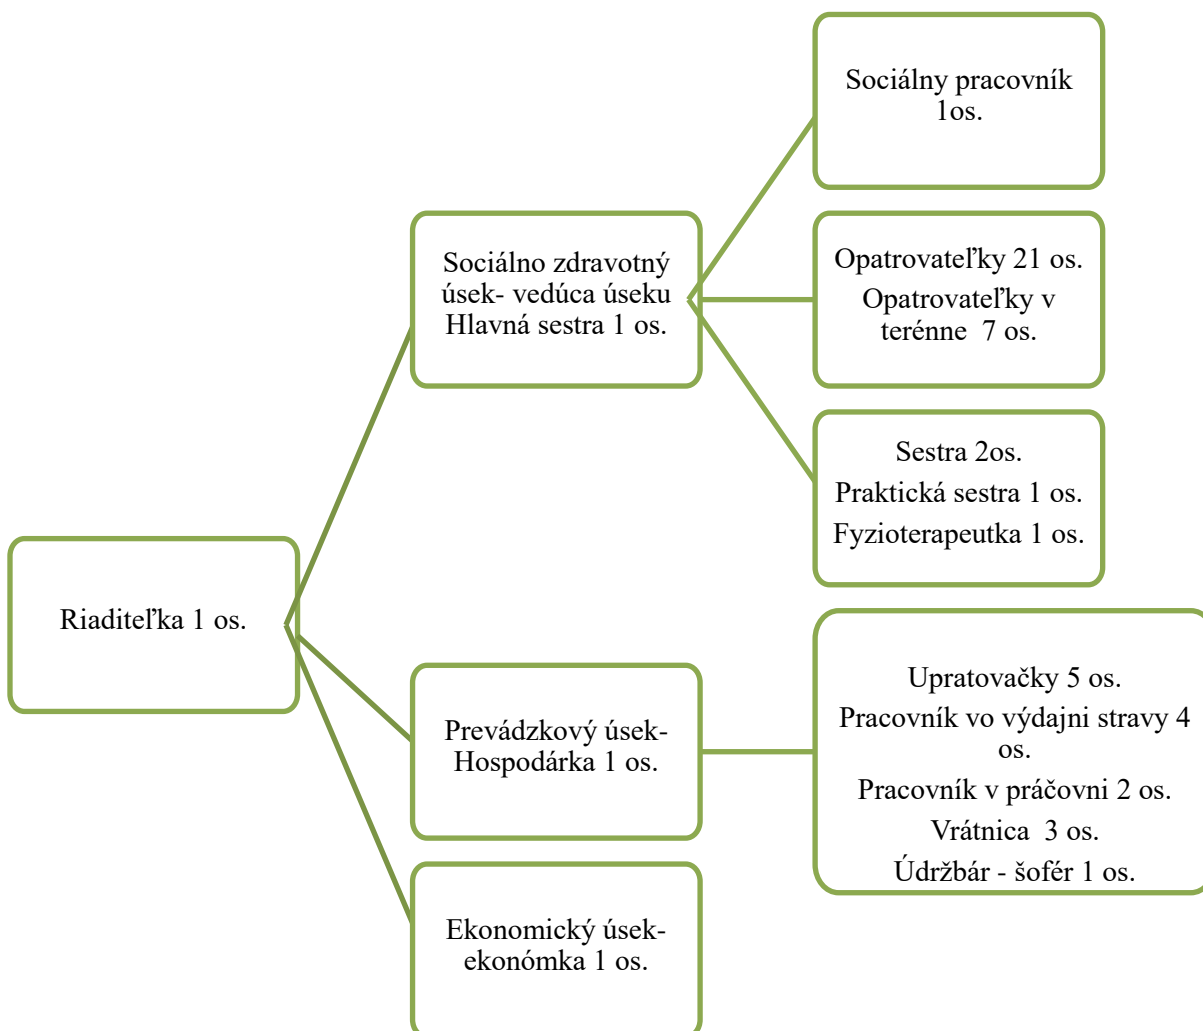 Sociálny pracovník
1os.
Sociálno zdravotný
úsek- vedúca úseku
Hlavná sestra 1 os.
Opatrovateľky 21 os.
Opatrovateľky v
terénne  7 os.
Sestra 2os.
Praktická sestra 1 os.
Fyzioterapeutka 1 os.
Riaditeľka 1 os.
Prevádzkový úsek-
Hospodárka 1 os.
Upratovačky 5 os.
Pracovník vo výdajni stravy 4
os.
Pracovník v práčovni 2 os.
Vrátnica  3 os.
Údržbár - šofér 1 os.
Ekonomický úsek-
ekonómka 1 os.